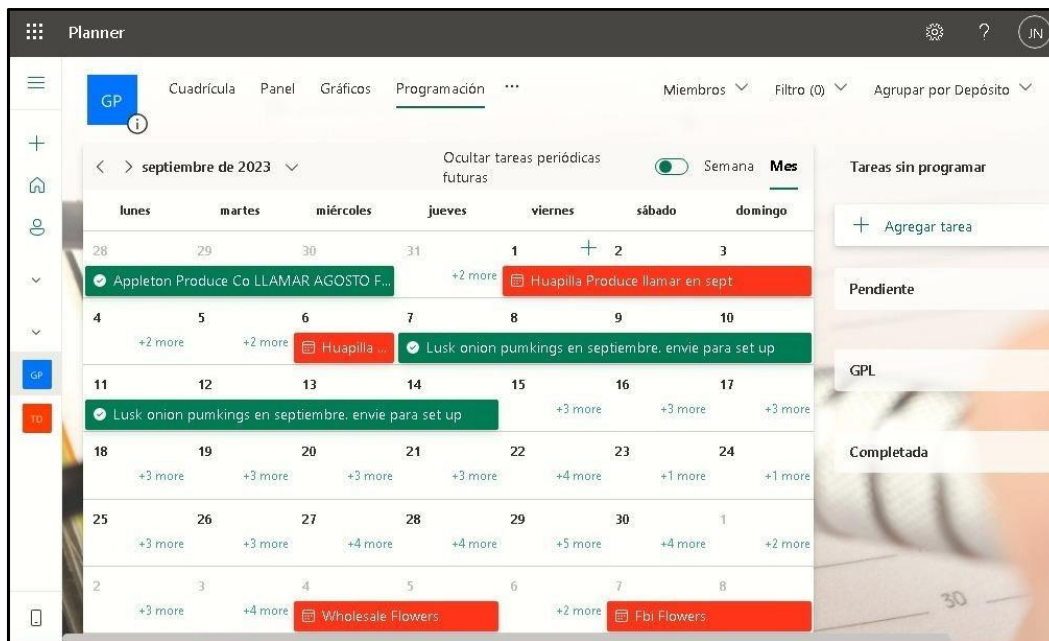 Planner
?
JN
GP
Cuadrícula Panel Gráficos Programación ...
Miembros Filtro (0) Agrupar por Depósito
septiembre de 2023
Ocultar tareas periódicas
futuras
Semana Mes
Tareas sin programar
lunes martes miércoles jueves viernes sábado domingo
+ Agregar tarea
28 29 30 31 1 + 2 3
Appleton Produce Co LLAMAR AGOSTO F... +2 more Huapilla Produce llamar en sept
Pendiente
4 5 6 7 8 9 10
+2 more +2 more Huapilla ... Lusk onion pumkings en septiembre. envie para set up
GPL
GP
11 12 13 14 15 16 17
TD
Lusk onion pumkings en septiembre. envie para set up +3 more +3 more +3 more
18 19 20 21 22 23 24
Completada
+3 more +3 more +3 more +3 more +4 more +1 more +1 more
25 26 27 28 29 30 1
+3 more +3 more +4 more +4 more +5 more +4 more +2 more
2 3 4 5 6 7 8
+3 more +4 more Wholesale Flowers +2 more Fbi Flowers
30